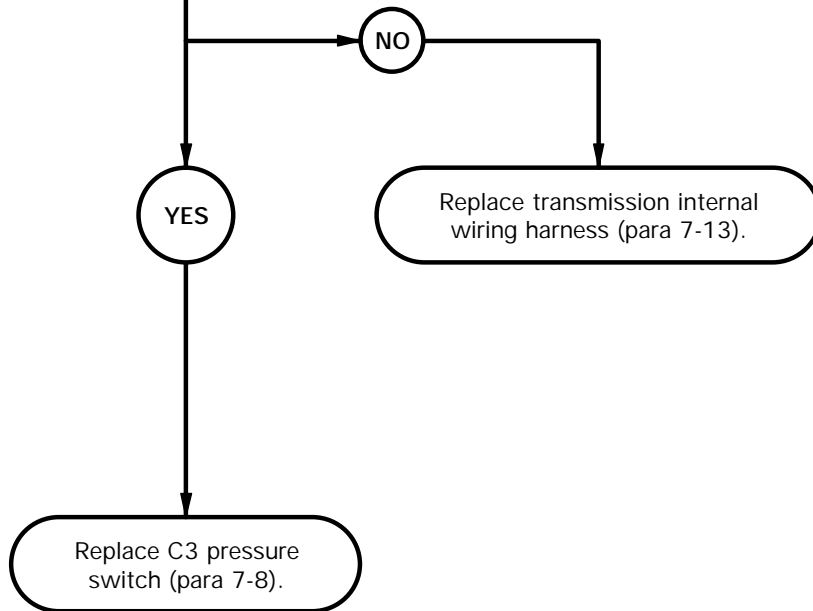 NO
YES
Replace transmission internal
wiring harness (para 7-13).
Replace C3 pressure
switch (para 7-8).